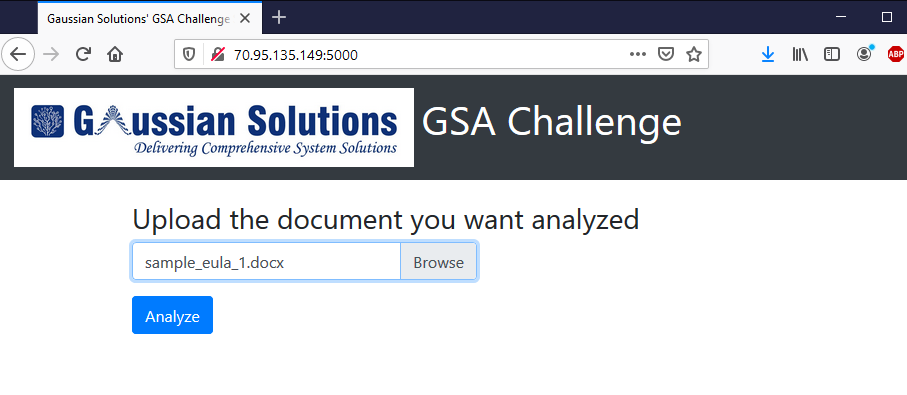 Gaussian Solutions' GSA Challenge
70.95.135.149:5000
ABP
Gaussian Solutions GSA Challenge
Delivering Comprehensive System Solutions
Upload the document you want analyzed
sample_eula_1.docx Browse
Analyze